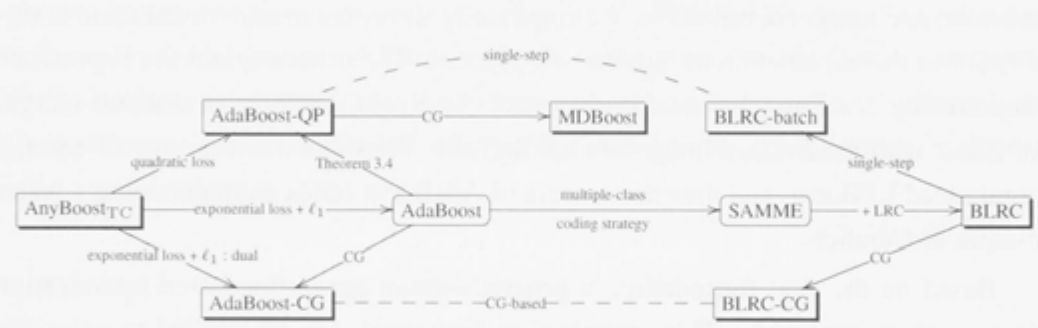 single-step
AdaBoost-QP
CG
MDBoost
BLRC-batch
quadratic loss
Theorem 3.4
single-step
AnyBoostTC
exponential loss + ℓ1
AdaBoost
multiple-class
coding strategy
SAMME
+ LRC
BLRC
exponential loss + ℓ1 : dual
CG
CG
AdaBoost-CG
CG-based
BLRC-CG